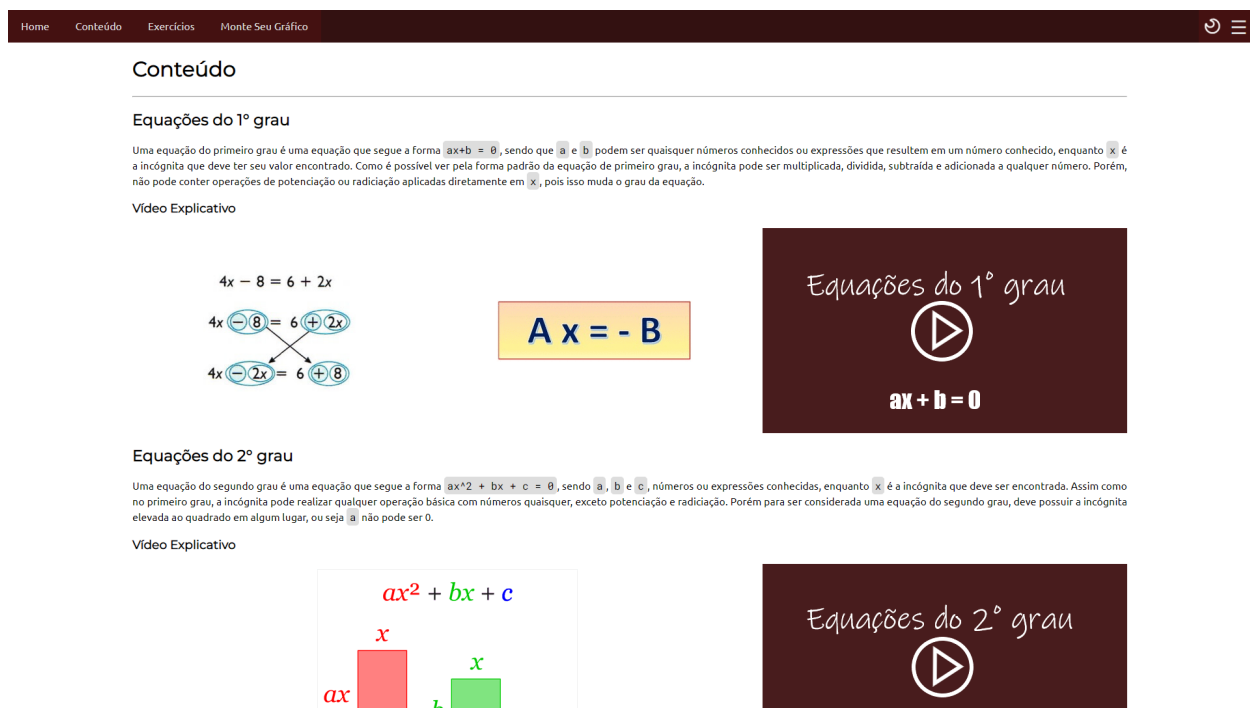 Home Conteúdo Exercícios Monte Seu Gráfico
Conteúdo
Equações do 1º grau
Uma equação do primeiro grau é uma equação que segue a forma ax+b = 0, sendo que a e b podem ser quaisquer números conhecidos ou expressões que resultem em um número conhecido, enquanto x é
a incógnita que deve ter seu valor encontrado. Como é possível ver pela forma padrão da equação de primeiro grau, a incógnita pode ser multiplicada, dividida, subtraída e adicionada a qualquer número. Porém,
não pode conter operações de potenciação ou radiciação aplicadas diretamente em x, pois isso muda o grau da equação.
Vídeo Explicativo
4x − 8 = 6 + 2x
4x − 8 = 6 + 2x
4x − 2x = 6 + 8
A x = - B
Equações do 1° grau
ax + b = 0
Equações do 2º grau
Uma equação do segundo grau é uma equação que segue a forma ax^2 + bx + c = 0, sendo a, b e c, números ou expressões conhecidas, enquanto x é a incógnita que deve ser encontrada. Assim como
no primeiro grau, a incógnita pode realizar qualquer operação básica com números quaisquer, exceto potenciação e radiciação. Porém para ser considerada uma equação do segundo grau, deve possuir a incógnita
elevada ao quadrado em algum lugar, ou seja a não pode ser 0.
Vídeo Explicativo
ax² + bx + c
x
x
ax
b
Equações do 2° grau